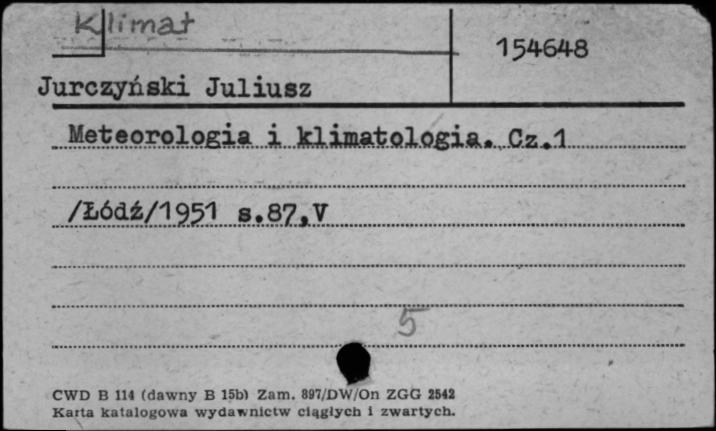 Klimat
154648
Jurczyński Juliusz
Meteorologia i klimatologia. Cz.1
/Łódź/1951 s.87,V
5
CWD B 114 (dawny B 15b) Zam. 897/DW/On ZGG 2542
Karta katalogowa wydawnictw ciągłych i zwartych.